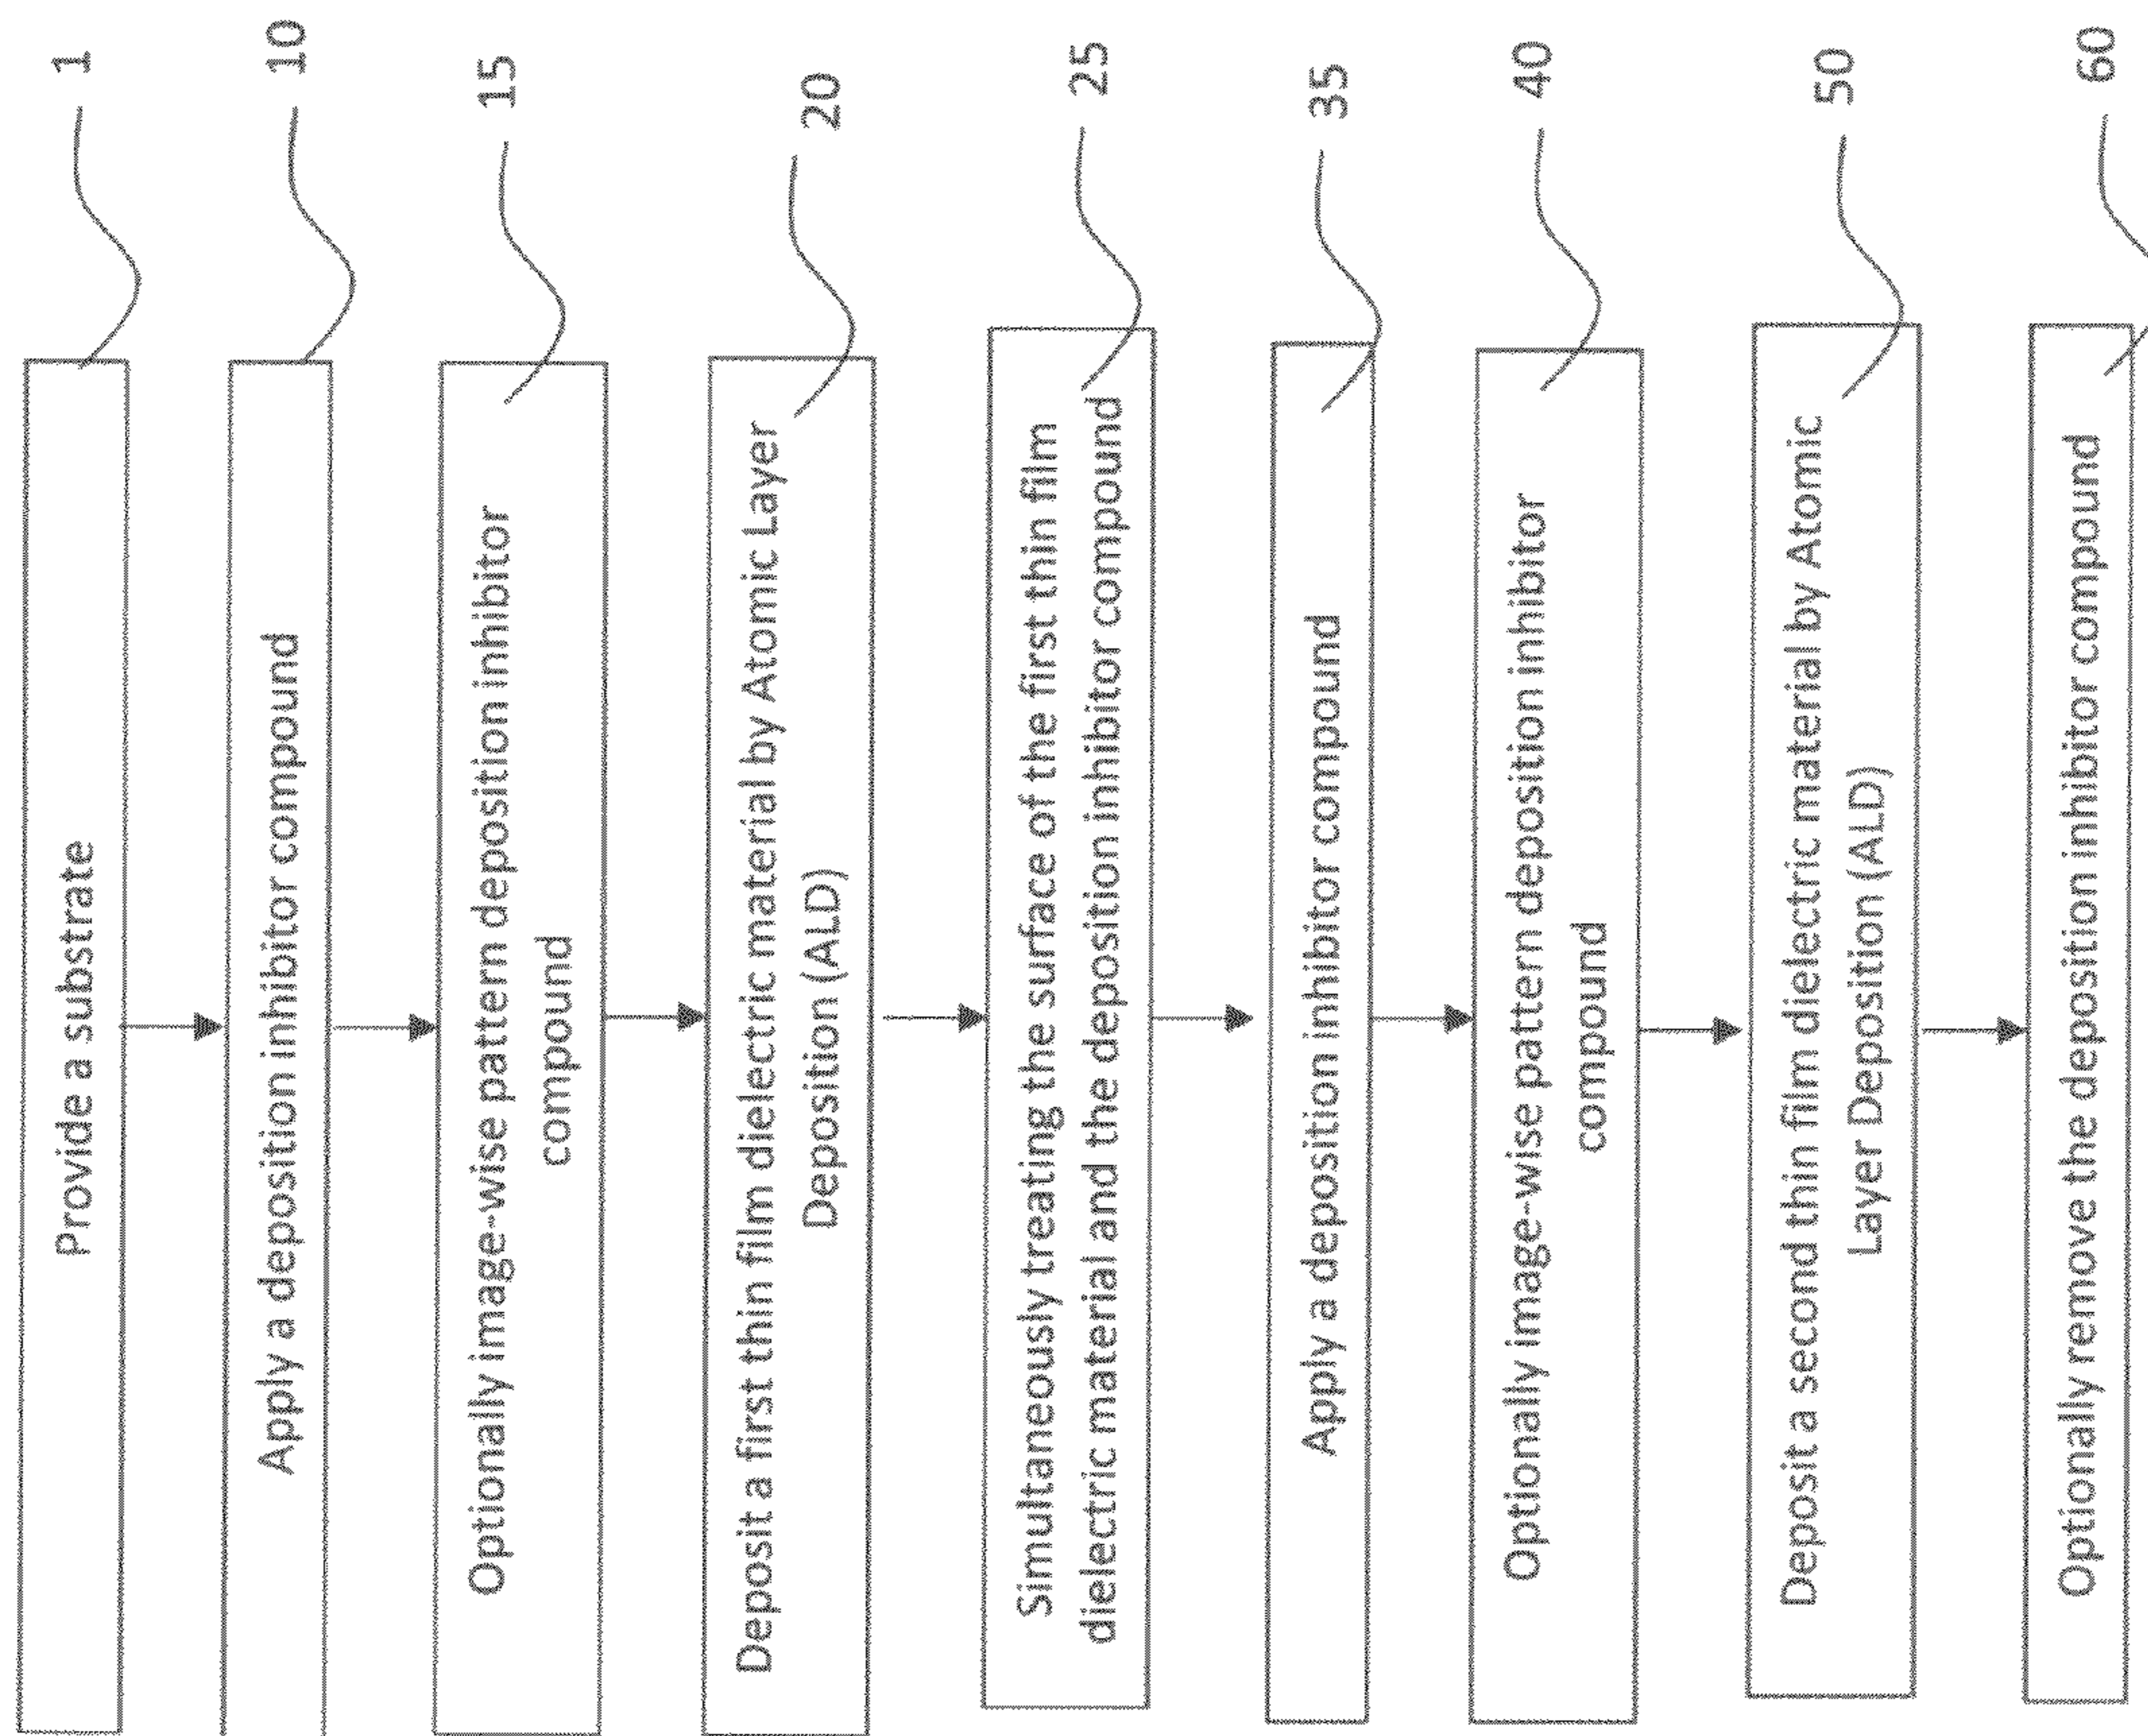 Provide a substrate
1
Apply a deposition inhibitor compound
10
Optionally image-wise pattern deposition inhibitor
compound
15
Deposit a first thin film dielectric material by Atomic Layer
Deposition (ALD)
20
Simultaneously treating the surface of the first thin film
dielectric material and the deposition inhibitor compound
25
Apply a deposition inhibitor compound
35
Optionally image-wise pattern deposition inhibitor
compound
40
Deposit a second thin film dielectric material by Atomic
Layer Deposition (ALD)
50
Optionally remove the deposition inhibitor compound
60